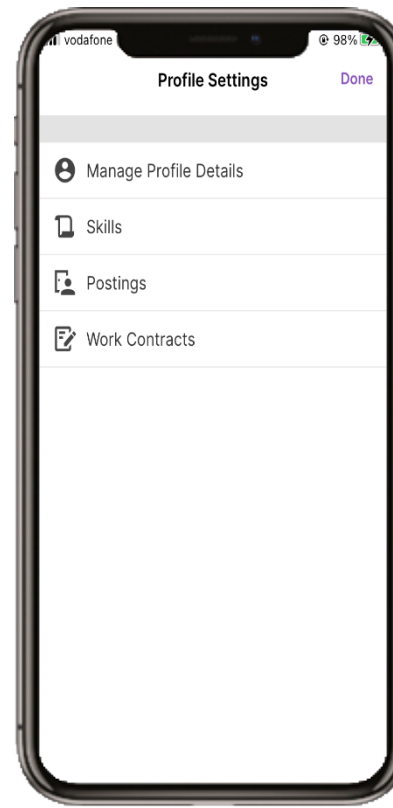 vodafone 98%
Profile Settings Done
Manage Profile Details
Skills
Postings
Work Contracts